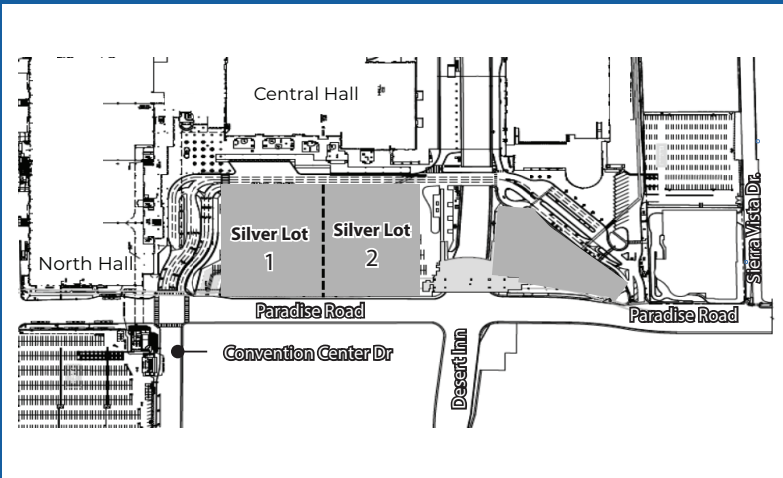 Central Hall
Silver Lot
1
Silver Lot
2
North Hall
Sierra Vista Dr.
Paradise Road
Paradise Road
Convention Center Dr
Desert Inn